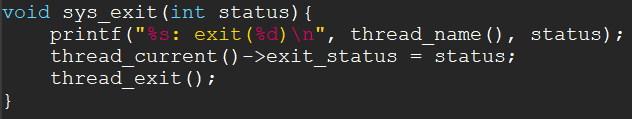 void sys_exit(int status){
    printf("%s: exit(%d)\n", thread_name(), status);
    thread_current()->exit_status = status;
    thread_exit();
}